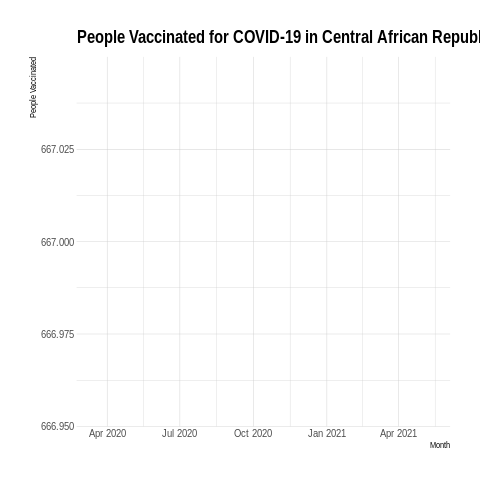 People Vaccinated for COVID-19 in Central African Republ
People Vaccinated
667.025
667.000
666.975
666.950
Apr 2020 Jul 2020 Oct 2020 Jan 2021 Apr 2021
Month